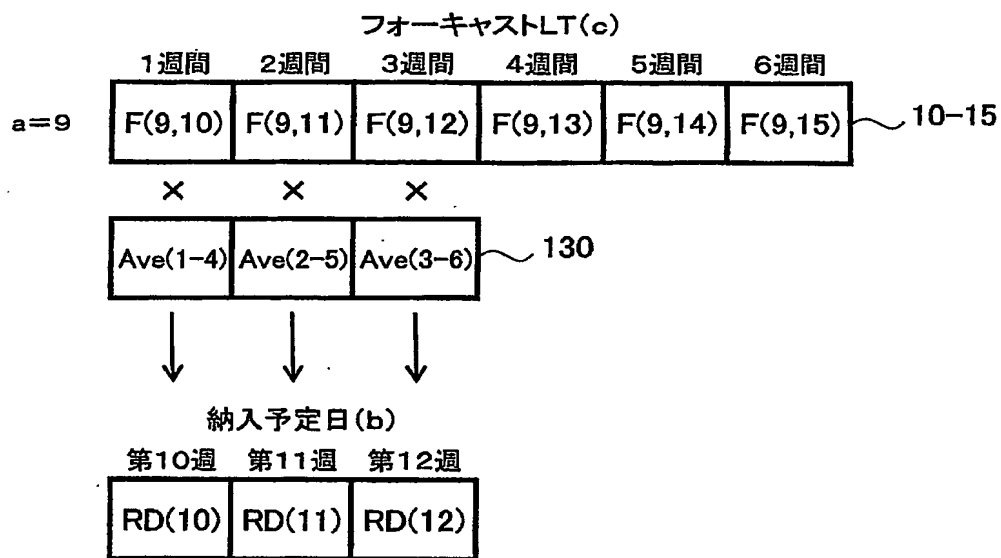 フォーキャストLT(c)
1週間 2週間 3週間 4週間 5週間 6週間
a=9 F(9,10) F(9,11) F(9,12) F(9,13) F(9,14) F(9,15) 10-15
× × ×
Ave(1-4) Ave(2-5) Ave(3-6) 130
納入予定日(b)
第10週 第11週 第12週
RD(10) RD(11) RD(12)